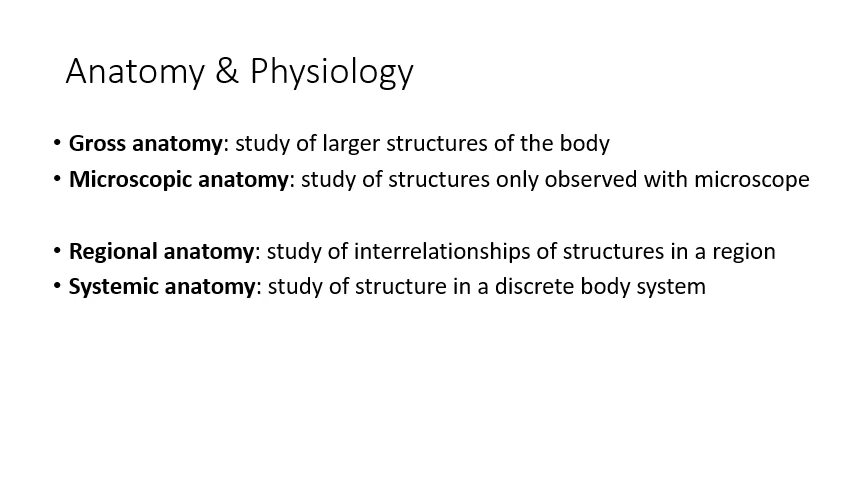 Anatomy & Physiology
• Gross anatomy: study of larger structures of the body
• Microscopic anatomy: study of structures only observed with microscope
• Regional anatomy: study of interrelationships of structures in a region
• Systemic anatomy: study of structure in a discrete body system